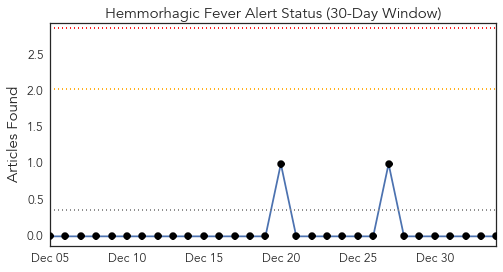 Hemmorhagic Fever Alert Status (30-Day Window)
Articles Found
2.5
2.0
1.5
1.0
0.5
0.0
Dec 05 Dec 10 Dec 15 Dec 20 Dec 25 Dec 30